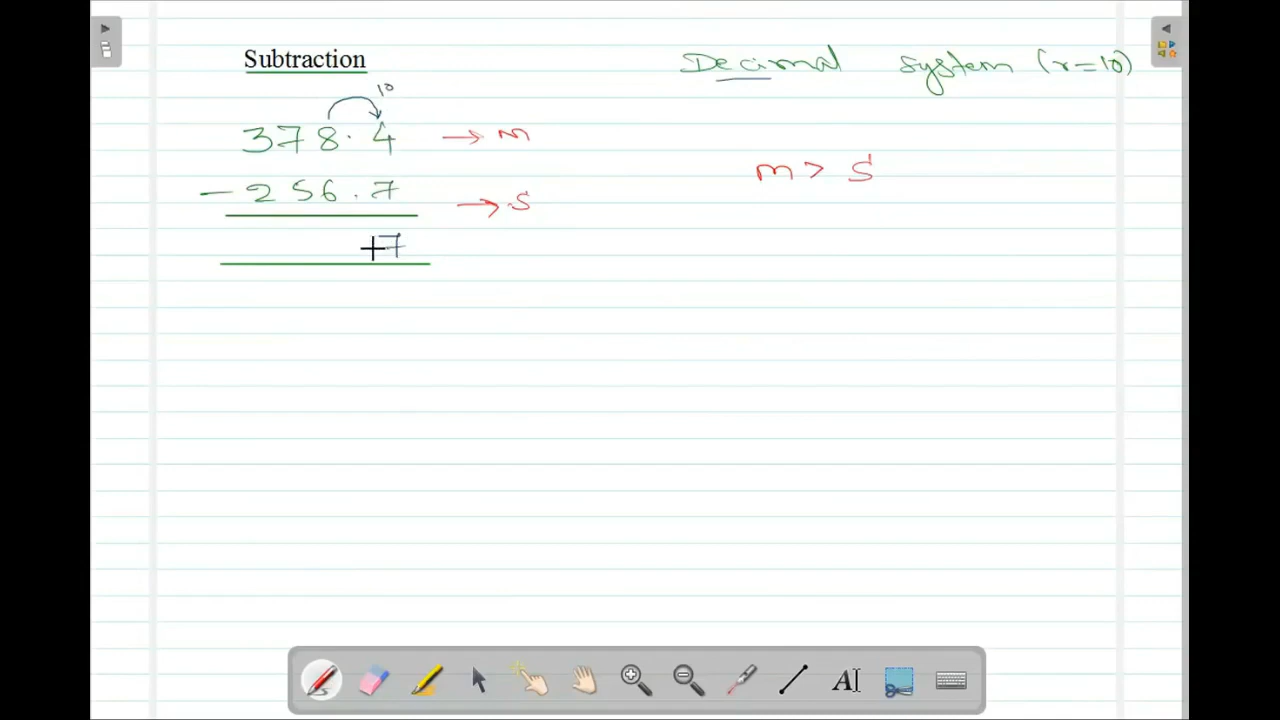 Subtraction
Decimal system (r=10)
10
378.4 → m
m > S
- 256.7 → S
7